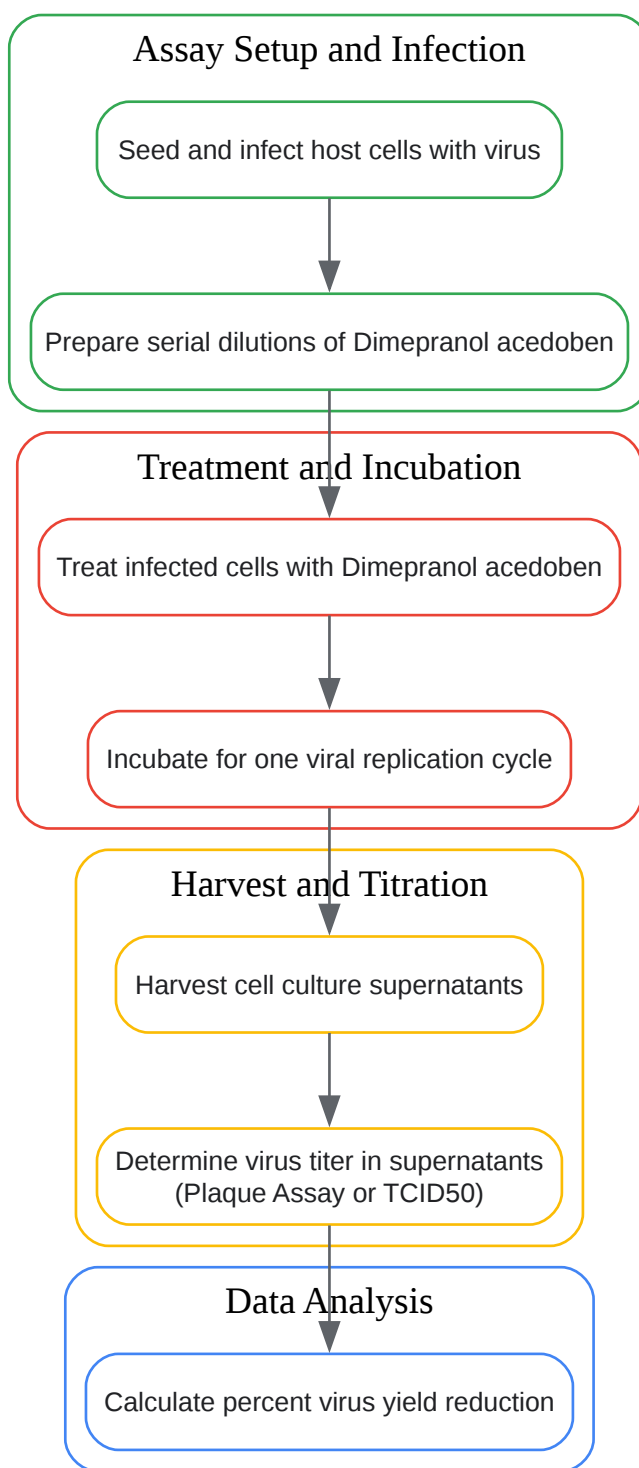 Assay Setup and Infection
Seed and infect host cells with virus
Prepare serial dilutions of Dimepranol acedoben
Treatment and Incubation
Treat infected cells with Dimepranol acedoben
Incubate for one viral replication cycle
Harvest and Titration
Harvest cell culture supernatants
Determine virus titer in supernatants
(Plaque Assay or TCID50)
Data Analysis
Calculate percent virus yield reduction